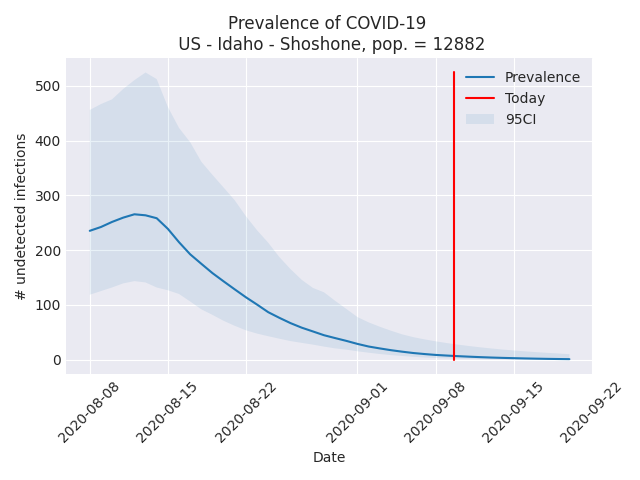 Prevalence of COVID-19
US - Idaho - Shoshone, pop. = 12882
# undetected infections
500
400
300
200
100
0
Prevalence
Today
95CI
2020-08-08
2020-08-15
2020-08-22
2020-09-01
2020-09-08
2020-09-15
2020-09-22
Date